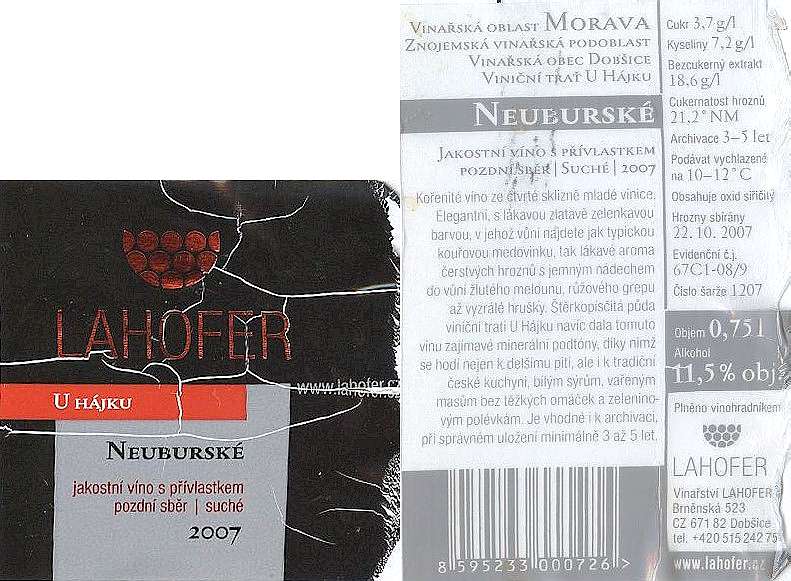 LAHOFER
www.lahofer.cz
U HÁJKU
NEUBURSKÉ
jakostní víno s přívlastkem
pozdní sběr | suché
2007
VINAŘSKÁ OBLAST MORAVA
ZNOJEMSKÁ VINAŘSKÁ PODOBLAST
VINAŘSKÁ OBEC DOBŠICE
VINIČNÍ TRAŤ U HÁJKU
NEUBURSKÉ
JAKOSTNÍ VÍNO S PŘÍVLASTKEM
POZDNÍ SBĚR | SUCHÉ | 2007
Kořenité víno ze čtvrté sklizně mladé vinice.
Elegantní, s lákavou zlatavě zelenkavou
barvou, v jehož vůni najdete jak typickou
kouřovou medovinku, tak lákavé aroma
čerstvých hroznů s jemným nádechem
do vůní žlutého melounu, růžového grepu
až vyzrálé hrušky. Štěrkopísčitá půda
viniční trati U Hájku navíc dala tomuto
vínu zajímavé minerální podtóny, díky nimž
se hodí nejen k delšímu pití, ale i k tradiční
české kuchyni, bílým sýrům, vařeným
masům bez těžkých omáček a zelenino-
vým polévkám. Je vhodné i k archivaci,
při správném uložení minimálně 3 až 5 let.
8 595233 000726 >
Cukr 3,7 g/l
Kyseliny 7,2 g/l
Bezcukerný extrakt
18,6 g/l
Cukernatost hroznů
21,2° NM
Archivace 3–5 let
Podávat vychlazené
na 10–12° C
Obsahuje oxid siřičitý
Hrozny sbírány
22. 10. 2007
Evidenční č.j.
67C1-08/9
Číslo šarže 1207
Objem 0,75 l
Alkohol
11,5 % obj.
Plněno vinohradníkem
LAHOFER
Vinařství LAHOFER
Brněnská 523
CZ 671 82 Dobšice
tel. +420 515 242 75
www.lahofer.cz